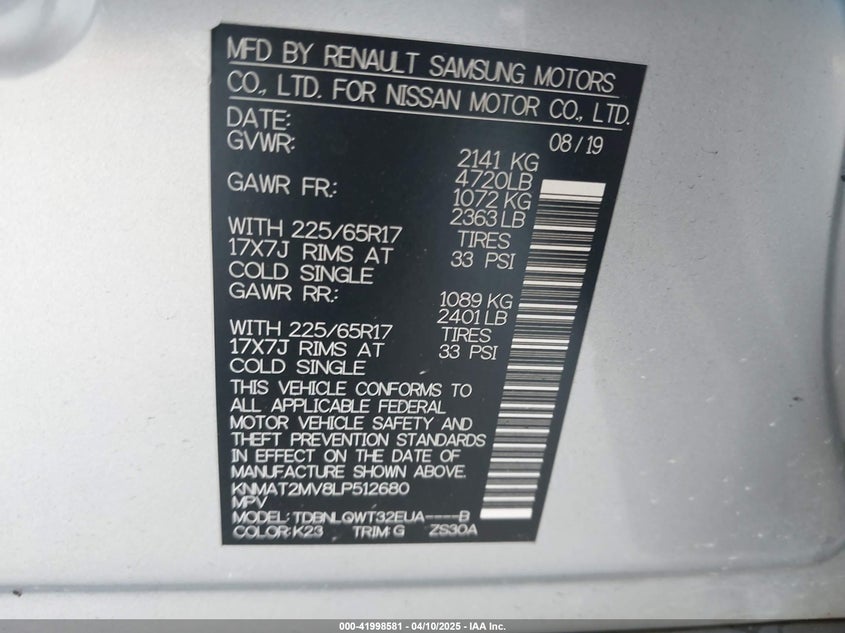 MFD BY RENAULT SAMSUNG MOTORS
CO., LTD. FOR NISSAN MOTOR CO., LTD.
DATE: 08/19
GVWR: 2141 KG
4720LB
GAWR FR.: 1072 KG
2363 LB
WITH 225/65R17 TIRES
17X7J RIMS AT 33 PSI
COLD SINGLE
GAWR RR.: 1089 KG
2401 LB
WITH 225/65R17 TIRES
17X7J RIMS AT 33 PSI
COLD SINGLE
THIS VEHICLE CONFORMS TO
ALL APPLICABLE FEDERAL
MOTOR VEHICLE SAFETY AND
THEFT PREVENTION STANDARDS
IN EFFECT ON THE DATE OF
MANUFACTURE SHOWN ABOVE.
KNMAT2MV8LP512680
MPV
MODEL: TDBNLQWT32EUA----B
COLOR: K23 TRIM: G ZS30A
000-41998581 - 04/10/2025 - IAA Inc.